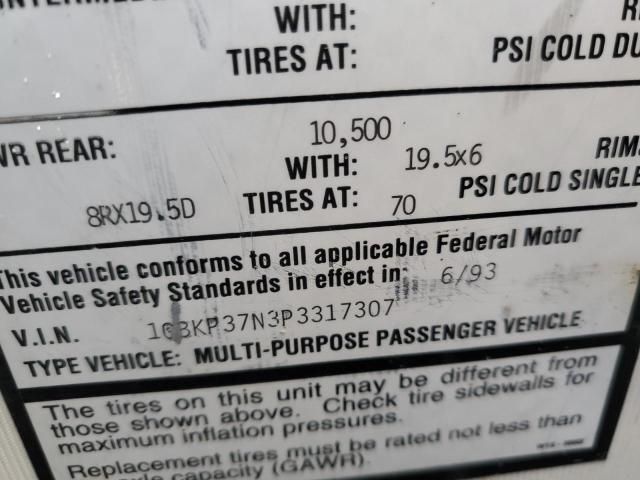 WITH:
TIRES AT: PSI COLD DU
VR REAR: 10,500
WITH: 19.5x6 RIM
8RX19.5D TIRES AT: 70 PSI COLD SINGLE
This vehicle conforms to all applicable Federal Motor
Vehicle Safety Standards in effect in: 6/93
V.I.N. 1GBKP37N3P3317307
TYPE VEHICLE: MULTI-PURPOSE PASSENGER VEHICLE
The tires on this unit may be different from
those shown above. Check tire sidewalls for
maximum inflation pressures.
Replacement tires must be rated not less than
capacity (GAWR).